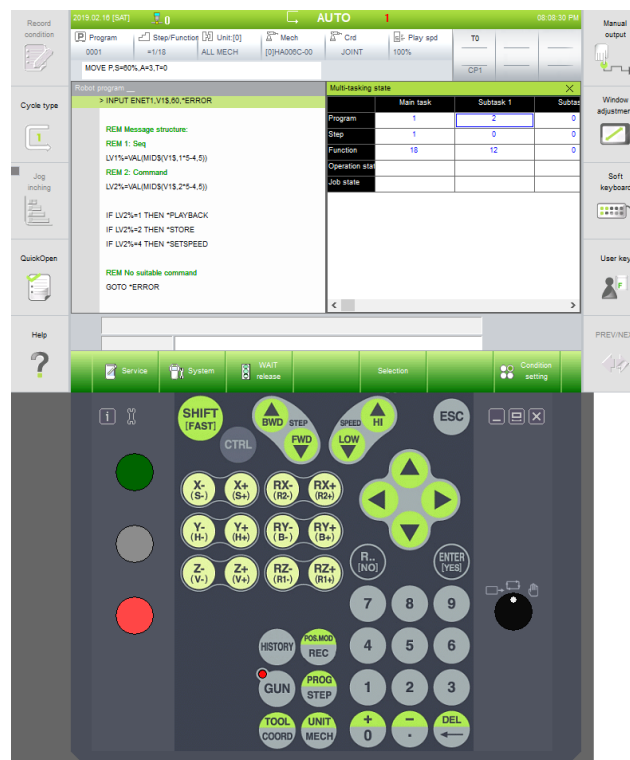 Record
condition
2019.02.16 [SAT]
0
AUTO
1
08:08:30 PM
Manual
output
Program
Step/Function
Unit:[0]
Mech
Crd
Play spd
T0
0001
=1/18
ALL MECH
[0]HA006C-00
JOINT
100%
MOVE P,S=60%,A=3,T=0
CP1
Robot program __
Multi-tasking state
Cycle type
1
Window
adjustmen
> INPUT ENET1,V1$,60,*ERROR
REM Message structure:
REM 1: Seq
LV1%=VAL(MID$(V1$,1*5-4,5))
REM 2: Command
LV2%=VAL(MID$(V1$,2*5-4,5))
IF LV2%=1 THEN *PLAYBACK
IF LV2%=2 THEN *STORE
IF LV2%=4 THEN *SETSPEED
REM No suitable command
GOTO *ERROR
Main task
Subtask 1
Subtas
Program
1
2
0
Step
1
0
0
Function
18
12
0
Operation stat
Job state
Jog
inching
Soft
keyboard
QuickOpen
User key
F
Help
PREV/NEX
Service
System
WAIT
release
Selection
Condition
setting
SHIFT
[FAST]
CTRL
BWD
STEP
FWD
SPEED
HI
LOW
ESC
X-
(S-)
X+
(S+)
RX-
(R2-)
RX+
(R2+)
Y-
(H-)
Y+
(H+)
RY-
(B-)
RY+
(B+)
Z-
(V-)
Z+
(V+)
RZ-
(R1-)
RZ+
(R1+)
R..
[NO]
ENTER
[YES]
7
8
9
HISTORY
POS.MOD
REC
4
5
6
GUN
PROG
STEP
1
2
3
TOOL
COORD
UNIT
MECH
+
0
-
.
DEL